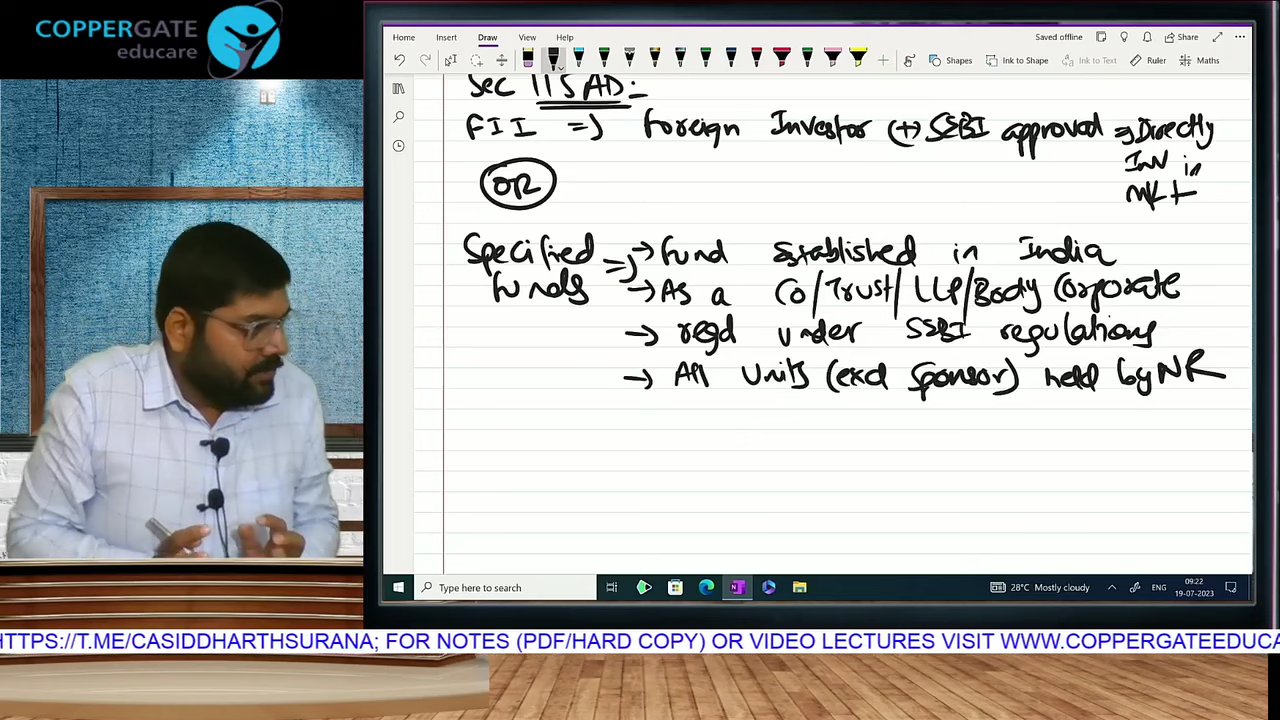 COPPERGATE
educare
Home Insert Draw View Help
Saved offline
Share
Shapes Ink to Shape Ink to Text Ruler Maths
Sec 115AD:-
FII => Foreign Investor (+) SEBI approved => Directly
Inv in
mkt
OR
Specified funds => → Fund established in India
→ As a Co/Trust/LLP/Body Corporate
→ regd under SEBI regulations
→ All Units (excl Sponsor) held by NR
Type here to search
28°C Mostly cloudy
ENG
09:22
19-07-2023
HTTPS://T.ME/CASIDDHARTHSURANA; FOR NOTES (PDF/HARD COPY) OR VIDEO LECTURES VISIT WWW.COPPERGATEEDUCA